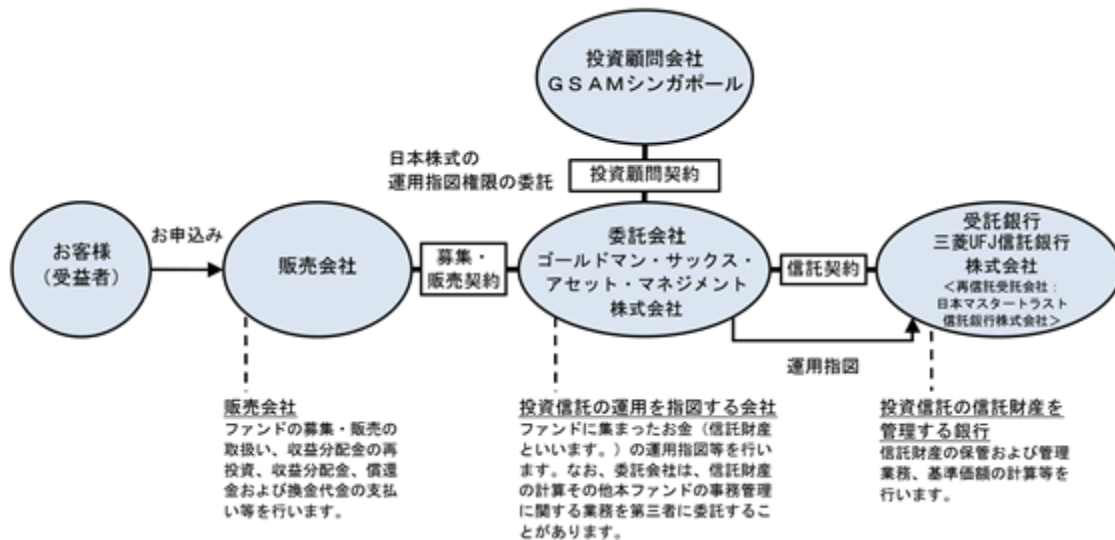 投資顧問会社
ＧＳＡＭシンガポール
日本株式の
運用指図権限の委託
投資顧問契約
お客様
（受益者）
お申込み
販売会社
募集・
販売契約
委託会社
ゴールドマン・サックス・
アセット・マネジメント
株式会社
信託契約
受託銀行
三菱UFJ信託銀行
株式会社
＜再信託受託会社：
日本マスタートラスト
信託銀行株式会社＞
運用指図
販売会社
ファンドの募集・販売の
取扱い、収益分配金の再
投資、収益分配金、償還
金および換金代金の支払
い等を行います。
投資信託の運用を指図する会社
ファンドに集まったお金（信託財産
といいます。）の運用指図等を行い
ます。なお、委託会社は、信託財産
の計算その他本ファンドの事務管理
に関する業務を第三者に委託するこ
とがあります。
投資信託の信託財産を
管理する銀行
信託財産の保管および管理
業務、基準価額の計算等を
行います。